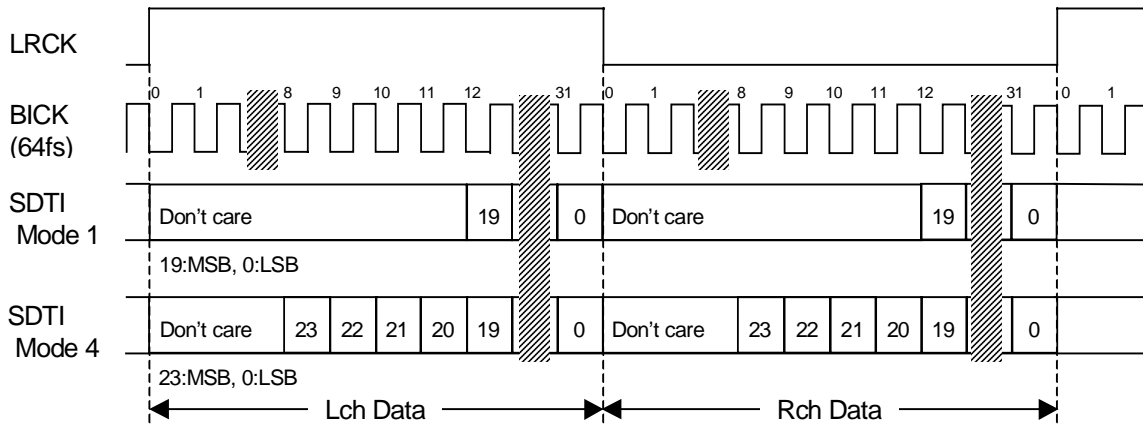 LRCK
0 1 8 9 10 11 12 31 0 1 8 9 10 11 12 31 0 1
BICK
(64fs)
SDTI
Mode 1
Don't care 19 0 Don't care 19 0
19:MSB, 0:LSB
SDTI
Mode 4
Don't care 23 22 21 20 19 0 Don't care 23 22 21 20 19 0
23:MSB, 0:LSB
Lch Data Rch Data